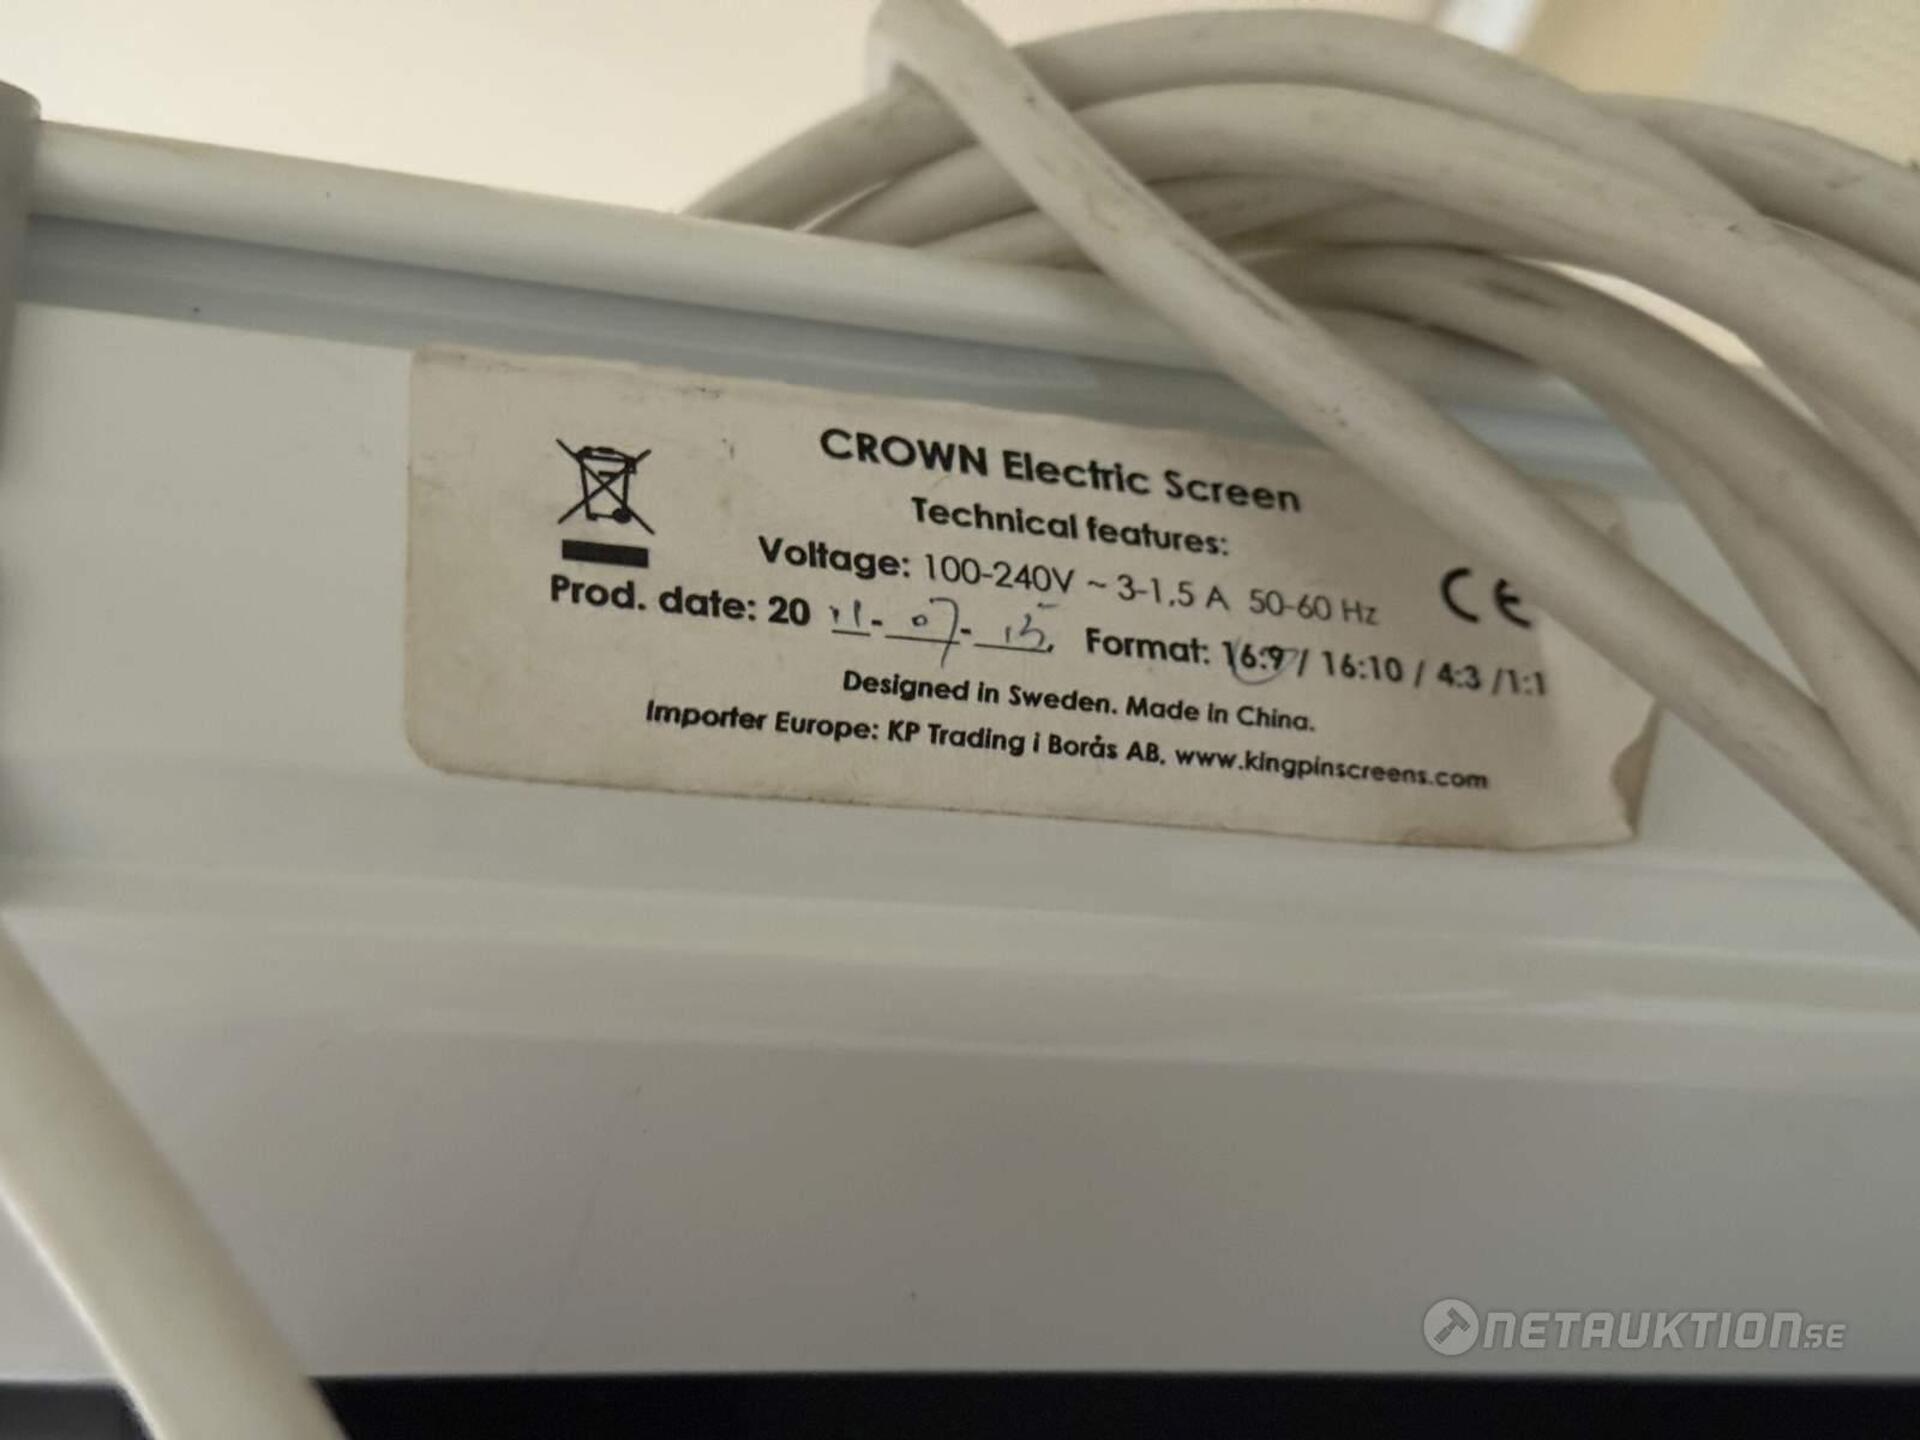 CROWN Electric Screen
Technical features:
Voltage: 100-240V ~ 3-1.5 A 50-60 Hz
CE
Prod. date: 20 11-07-15 Format: 16:9 / 16:10 / 4:3 /1:1
Designed in Sweden. Made in China.
Importer Europe: KP Trading i Borås AB, www.kingpinscreens.com
NETAUKTION.SE